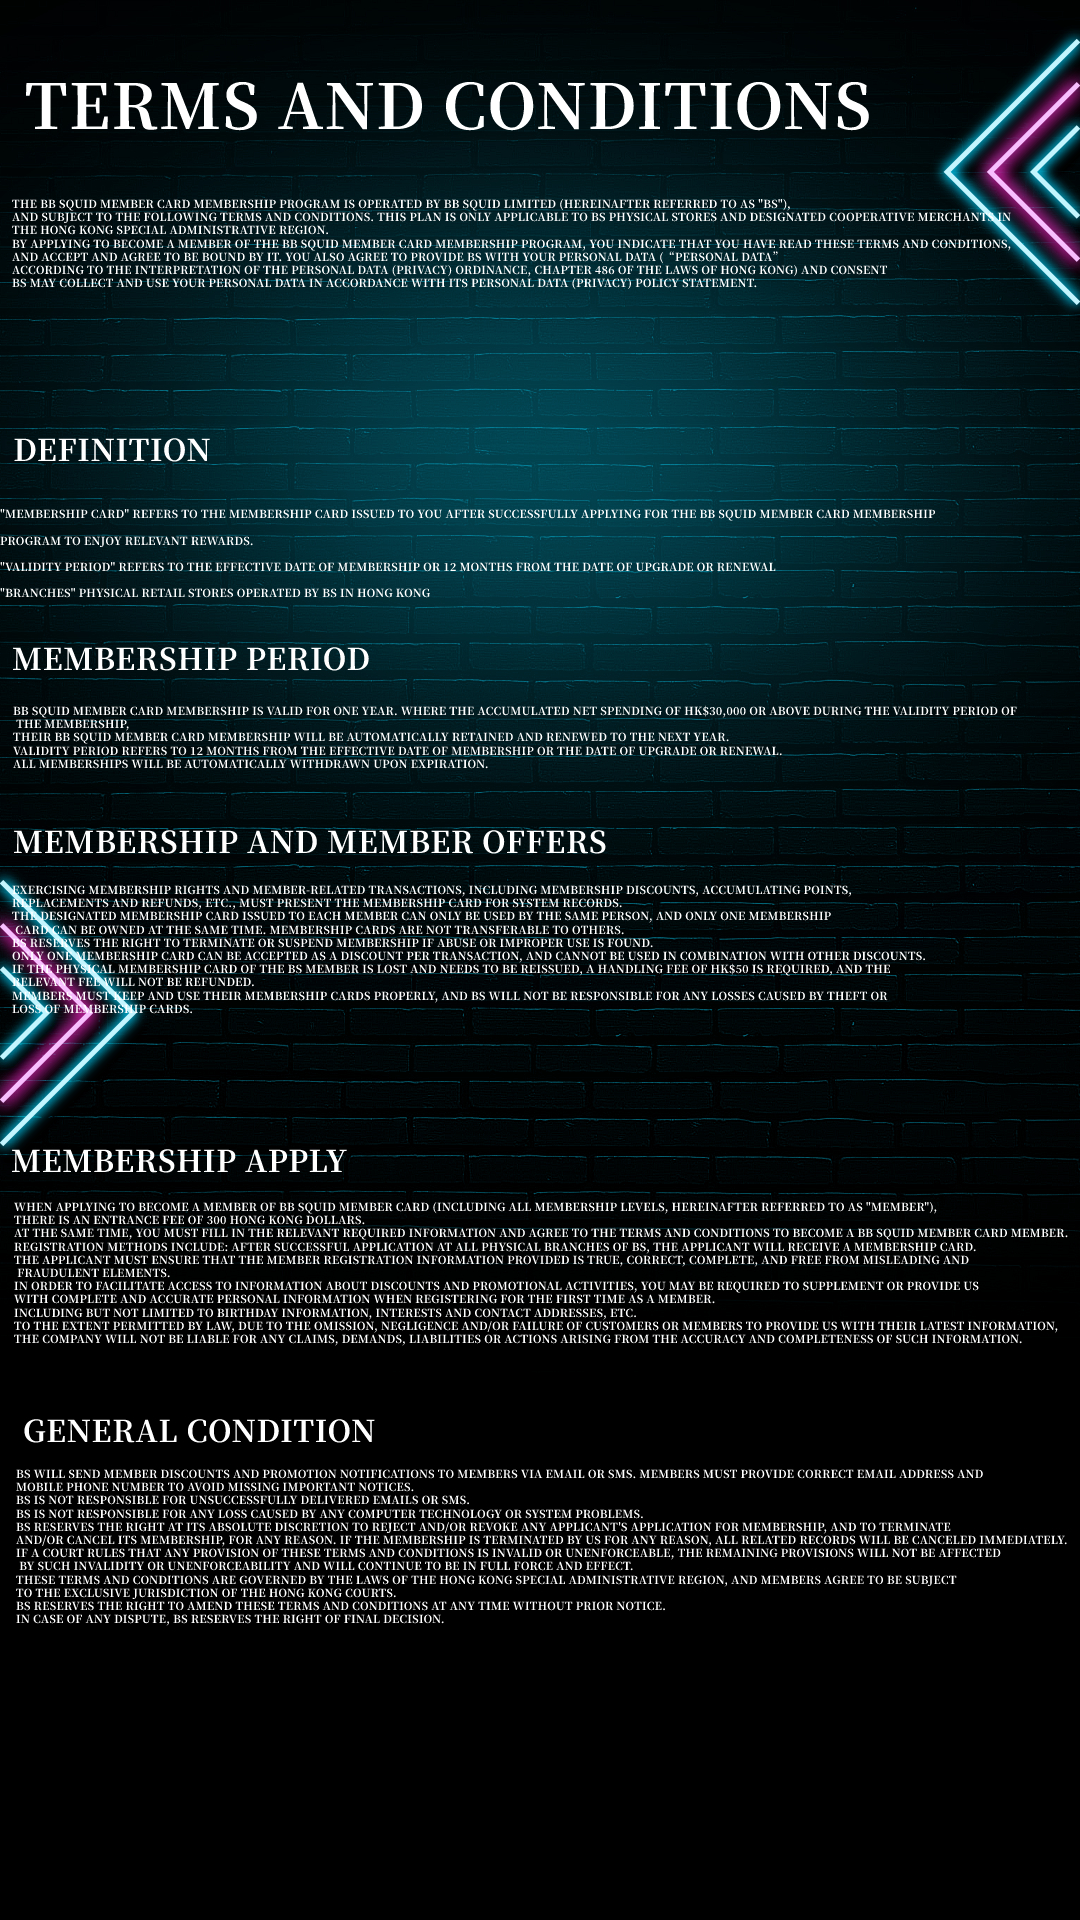 TERMS AND CONDITIONS
THE BB SQUID MEMBER CARD MEMBERSHIP PROGRAM IS OPERATED BY BB SQUID LIMITED (HEREINAFTER REFERRED TO AS "BS"),
AND SUBJECT TO THE FOLLOWING TERMS AND CONDITIONS. THIS PLAN IS ONLY APPLICABLE TO BS PHYSICAL STORES AND DESIGNATED COOPERATIVE MERCHANTS IN
THE HONG KONG SPECIAL ADMINISTRATIVE REGION.
BY APPLYING TO BECOME A MEMBER OF THE BB SQUID MEMBER CARD MEMBERSHIP PROGRAM, YOU INDICATE THAT YOU HAVE READ THESE TERMS AND CONDITIONS,
AND ACCEPT AND AGREE TO BE BOUND BY IT. YOU ALSO AGREE TO PROVIDE BS WITH YOUR PERSONAL DATA ( “PERSONAL DATA”
ACCORDING TO THE INTERPRETATION OF THE PERSONAL DATA (PRIVACY) ORDINANCE, CHAPTER 486 OF THE LAWS OF HONG KONG) AND CONSENT
BS MAY COLLECT AND USE YOUR PERSONAL DATA IN ACCORDANCE WITH ITS PERSONAL DATA (PRIVACY) POLICY STATEMENT.
DEFINITION
"MEMBERSHIP CARD" REFERS TO THE MEMBERSHIP CARD ISSUED TO YOU AFTER SUCCESSFULLY APPLYING FOR THE BB SQUID MEMBER CARD MEMBERSHIP
PROGRAM TO ENJOY RELEVANT REWARDS.
"VALIDITY PERIOD" REFERS TO THE EFFECTIVE DATE OF MEMBERSHIP OR 12 MONTHS FROM THE DATE OF UPGRADE OR RENEWAL
"BRANCHES" PHYSICAL RETAIL STORES OPERATED BY BS IN HONG KONG
MEMBERSHIP PERIOD
BB SQUID MEMBER CARD MEMBERSHIP IS VALID FOR ONE YEAR. WHERE THE ACCUMULATED NET SPENDING OF HK$30,000 OR ABOVE DURING THE VALIDITY PERIOD OF
THE MEMBERSHIP,
THEIR BB SQUID MEMBER CARD MEMBERSHIP WILL BE AUTOMATICALLY RETAINED AND RENEWED TO THE NEXT YEAR.
VALIDITY PERIOD REFERS TO 12 MONTHS FROM THE EFFECTIVE DATE OF MEMBERSHIP OR THE DATE OF UPGRADE OR RENEWAL.
ALL MEMBERSHIPS WILL BE AUTOMATICALLY WITHDRAWN UPON EXPIRATION.
MEMBERSHIP AND MEMBER OFFERS
EXERCISING MEMBERSHIP RIGHTS AND MEMBER-RELATED TRANSACTIONS, INCLUDING MEMBERSHIP DISCOUNTS, ACCUMULATING POINTS,
REPLACEMENTS AND REFUNDS, ETC., MUST PRESENT THE MEMBERSHIP CARD FOR SYSTEM RECORDS.
THE DESIGNATED MEMBERSHIP CARD ISSUED TO EACH MEMBER CAN ONLY BE USED BY THE SAME PERSON, AND ONLY ONE MEMBERSHIP
CARD CAN BE OWNED AT THE SAME TIME. MEMBERSHIP CARDS ARE NOT TRANSFERABLE TO OTHERS.
BS RESERVES THE RIGHT TO TERMINATE OR SUSPEND MEMBERSHIP IF ABUSE OR IMPROPER USE IS FOUND.
ONLY ONE MEMBERSHIP CARD CAN BE ACCEPTED AS A DISCOUNT PER TRANSACTION, AND CANNOT BE USED IN COMBINATION WITH OTHER DISCOUNTS.
IF THE PHYSICAL MEMBERSHIP CARD OF THE BS MEMBER IS LOST AND NEEDS TO BE REISSUED, A HANDLING FEE OF HK$50 IS REQUIRED, AND THE
RELEVANT FEE WILL NOT BE REFUNDED.
MEMBERS MUST KEEP AND USE THEIR MEMBERSHIP CARDS PROPERLY, AND BS WILL NOT BE RESPONSIBLE FOR ANY LOSSES CAUSED BY THEFT OR
LOSS OF MEMBERSHIP CARDS.
MEMBERSHIP APPLY
WHEN APPLYING TO BECOME A MEMBER OF BB SQUID MEMBER CARD (INCLUDING ALL MEMBERSHIP LEVELS, HEREINAFTER REFERRED TO AS "MEMBER"),
THERE IS AN ENTRANCE FEE OF 300 HONG KONG DOLLARS.
AT THE SAME TIME, YOU MUST FILL IN THE RELEVANT REQUIRED INFORMATION AND AGREE TO THE TERMS AND CONDITIONS TO BECOME A BB SQUID MEMBER CARD MEMBER.
REGISTRATION METHODS INCLUDE: AFTER SUCCESSFUL APPLICATION AT ALL PHYSICAL BRANCHES OF BS, THE APPLICANT WILL RECEIVE A MEMBERSHIP CARD.
THE APPLICANT MUST ENSURE THAT THE MEMBER REGISTRATION INFORMATION PROVIDED IS TRUE, CORRECT, COMPLETE, AND FREE FROM MISLEADING AND
FRAUDULENT ELEMENTS.
IN ORDER TO FACILITATE ACCESS TO INFORMATION ABOUT DISCOUNTS AND PROMOTIONAL ACTIVITIES, YOU MAY BE REQUIRED TO SUPPLEMENT OR PROVIDE US
WITH COMPLETE AND ACCURATE PERSONAL INFORMATION WHEN REGISTERING FOR THE FIRST TIME AS A MEMBER.
INCLUDING BUT NOT LIMITED TO BIRTHDAY INFORMATION, INTERESTS AND CONTACT ADDRESSES, ETC.
TO THE EXTENT PERMITTED BY LAW, DUE TO THE OMISSION, NEGLIGENCE AND/OR FAILURE OF CUSTOMERS OR MEMBERS TO PROVIDE US WITH THEIR LATEST INFORMATION,
THE COMPANY WILL NOT BE LIABLE FOR ANY CLAIMS, DEMANDS, LIABILITIES OR ACTIONS ARISING FROM THE ACCURACY AND COMPLETENESS OF SUCH INFORMATION.
GENERAL CONDITION
BS WILL SEND MEMBER DISCOUNTS AND PROMOTION NOTIFICATIONS TO MEMBERS VIA EMAIL OR SMS. MEMBERS MUST PROVIDE CORRECT EMAIL ADDRESS AND
MOBILE PHONE NUMBER TO AVOID MISSING IMPORTANT NOTICES.
BS IS NOT RESPONSIBLE FOR UNSUCCESSFULLY DELIVERED EMAILS OR SMS.
BS IS NOT RESPONSIBLE FOR ANY LOSS CAUSED BY ANY COMPUTER TECHNOLOGY OR SYSTEM PROBLEMS.
BS RESERVES THE RIGHT AT ITS ABSOLUTE DISCRETION TO REJECT AND/OR REVOKE ANY APPLICANT'S APPLICATION FOR MEMBERSHIP, AND TO TERMINATE
AND/OR CANCEL ITS MEMBERSHIP, FOR ANY REASON. IF THE MEMBERSHIP IS TERMINATED BY US FOR ANY REASON, ALL RELATED RECORDS WILL BE CANCELED IMMEDIATELY.
IF A COURT RULES THAT ANY PROVISION OF THESE TERMS AND CONDITIONS IS INVALID OR UNENFORCEABLE, THE REMAINING PROVISIONS WILL NOT BE AFFECTED
BY SUCH INVALIDITY OR UNENFORCEABILITY AND WILL CONTINUE TO BE IN FULL FORCE AND EFFECT.
THESE TERMS AND CONDITIONS ARE GOVERNED BY THE LAWS OF THE HONG KONG SPECIAL ADMINISTRATIVE REGION, AND MEMBERS AGREE TO BE SUBJECT
TO THE EXCLUSIVE JURISDICTION OF THE HONG KONG COURTS.
BS RESERVES THE RIGHT TO AMEND THESE TERMS AND CONDITIONS AT ANY TIME WITHOUT PRIOR NOTICE.
IN CASE OF ANY DISPUTE, BS RESERVES THE RIGHT OF FINAL DECISION.